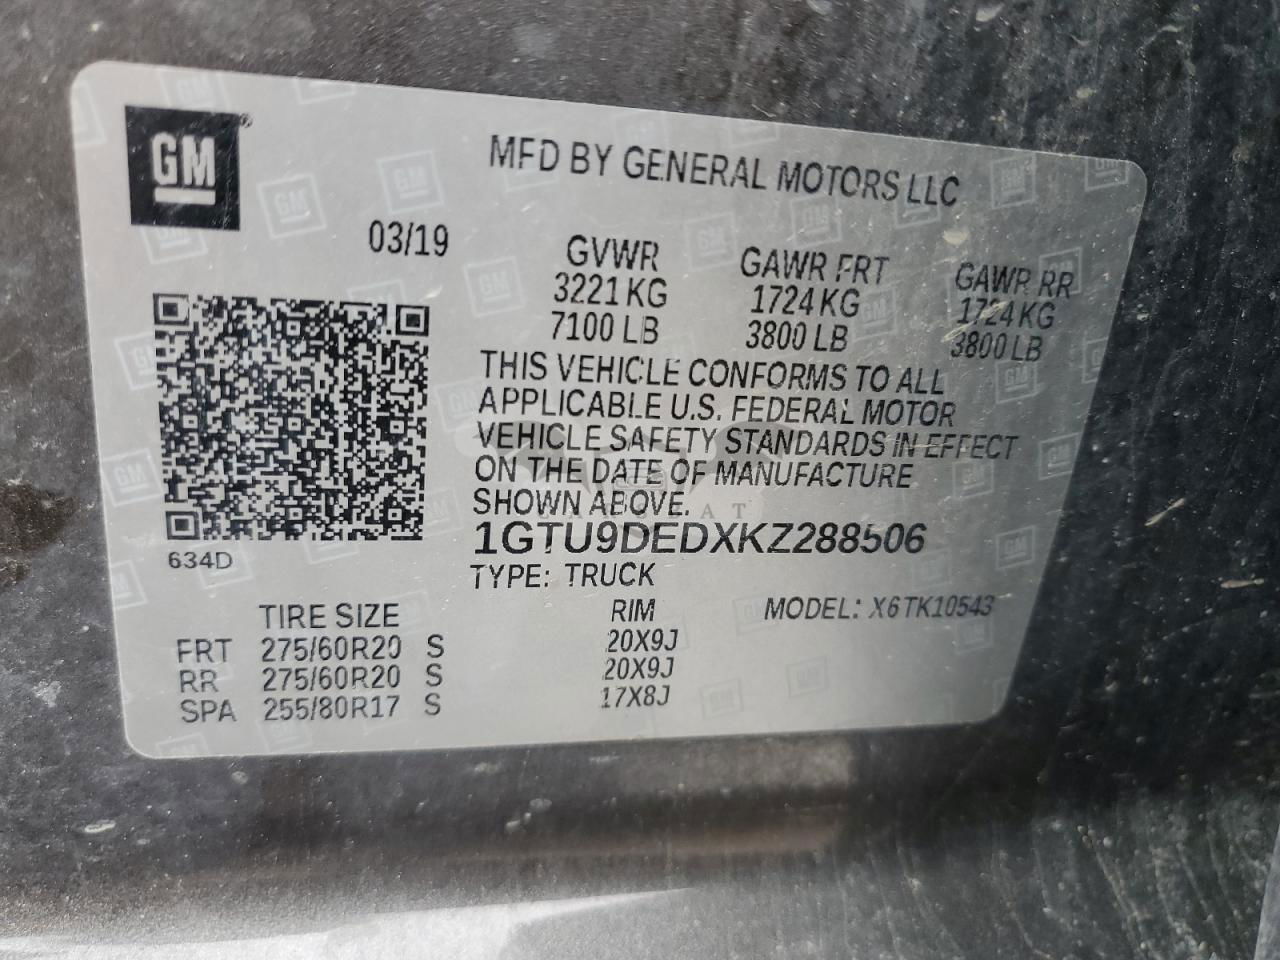 GM
MFD BY GENERAL MOTORS LLC
03/19
GVWR GAWR FRT GAWR RR
3221 KG 1724 KG 1724 KG
7100 LB 3800 LB 3800 LB
THIS VEHICLE CONFORMS TO ALL
APPLICABLE U.S. FEDERAL MOTOR
VEHICLE SAFETY STANDARDS IN EFFECT
ON THE DATE OF MANUFACTURE
SHOWN ABOVE.
1GTU9DEDXKZ288506
634D
TYPE: TRUCK
TIRE SIZE RIM MODEL: X6TK10543
FRT 275/60R20 S 20X9J
RR 275/60R20 S 20X9J
SPA 255/80R17 S 17X8J